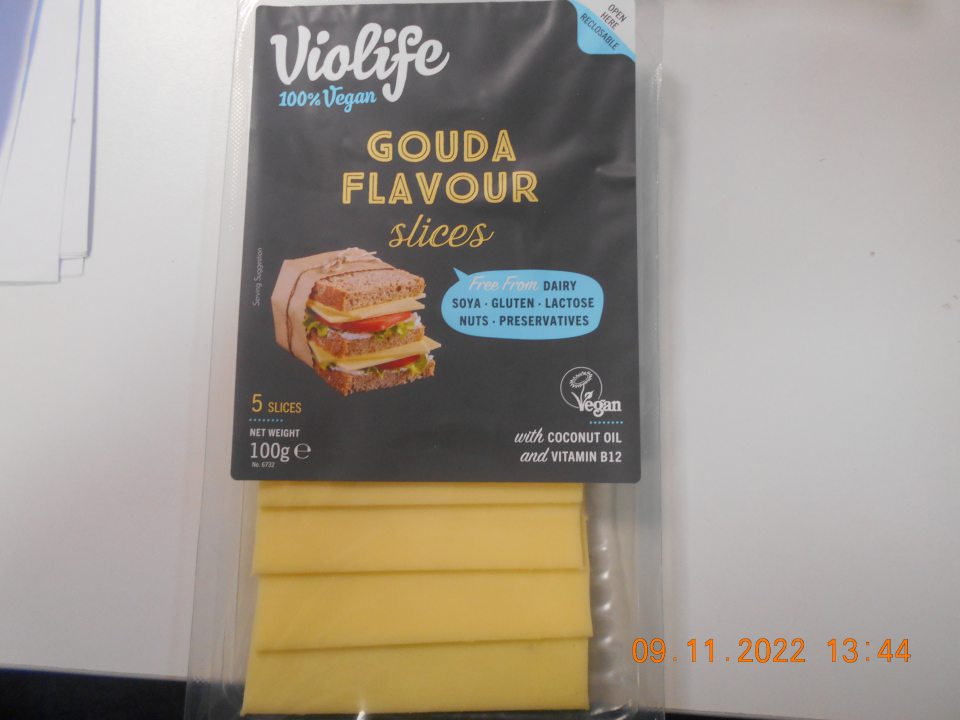 OPEN
HERE
RECLOSABLE
Violife
100% Vegan
GOUDA
FLAVOUR
slices
Serving Suggestion
Free From DAIRY
SOYA · GLUTEN · LACTOSE
NUTS · PRESERVATIVES
Vegan
5 SLICES
NET WEIGHT
100g ℮
No. 6732
with COCONUT OIL
and VITAMIN B12
09.11.2022 13:44